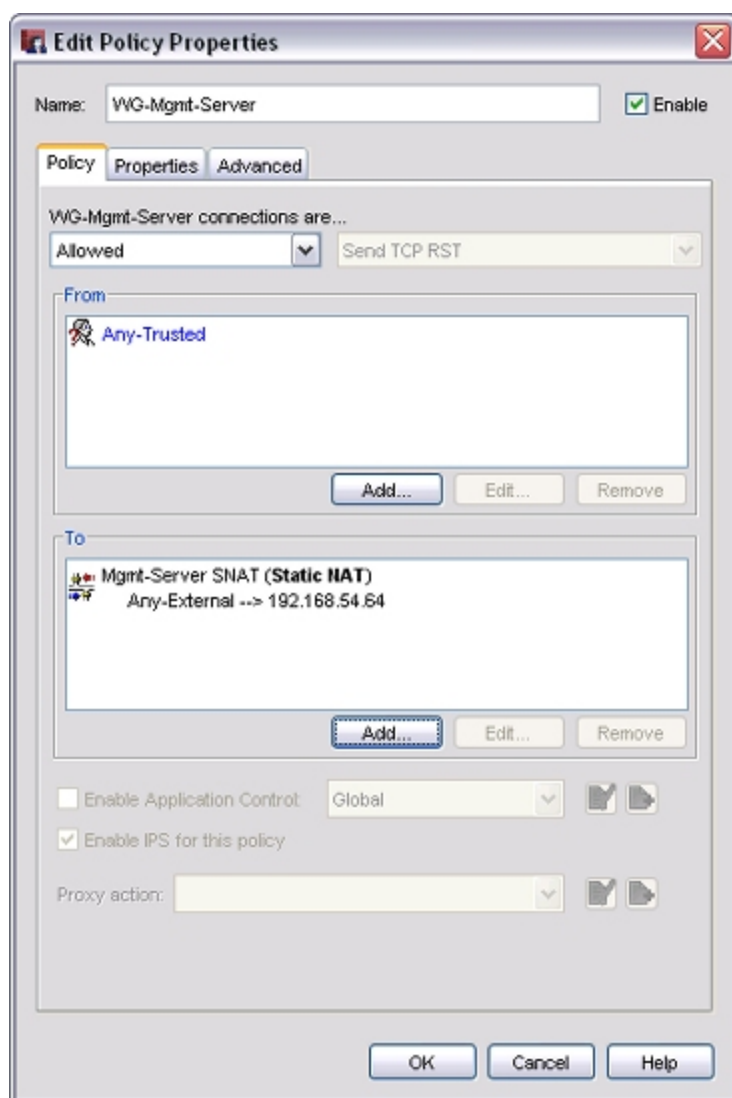 Edit Policy Properties
Name: WG-Mgmt-Server Enable
Policy Properties Advanced
WG-Mgmt-Server connections are...
Allowed Send TCP RST
From
Any-Trusted
Add... Edit... Remove
To
Mgmt-Server SNAT (Static NAT)
Any-External --> 192.168.54.64
Add... Edit... Remove
Enable Application Control: Global
Enable IPS for this policy
Proxy action:
OK Cancel Help